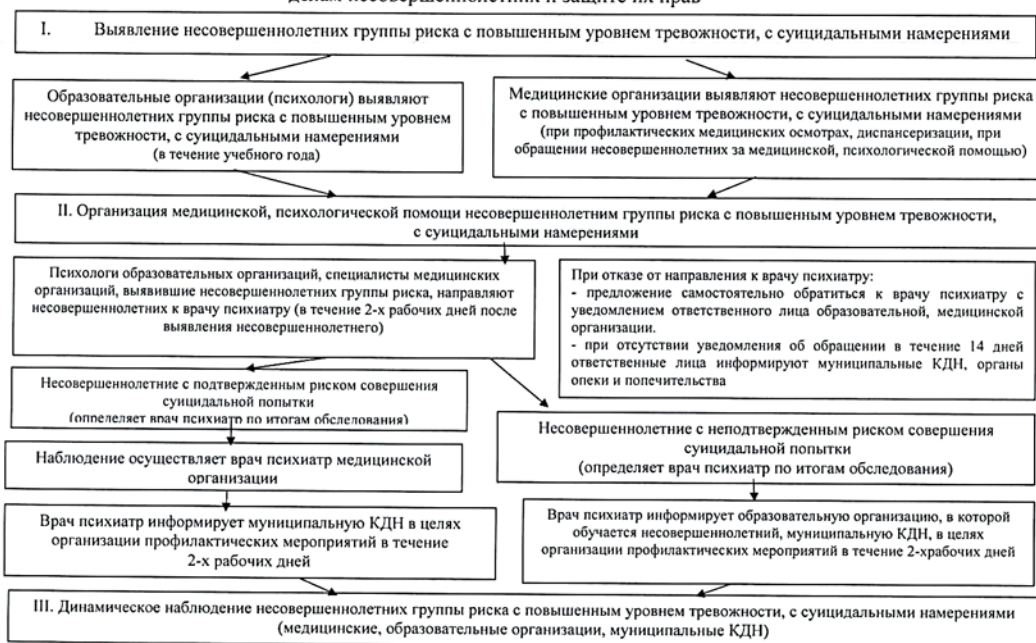 делам несовершеннолетних и защите их прав
I. Выявление несовершеннолетних группы риска с повышенным уровнем тревожности, с суицидальными намерениями
Образовательные организации (психологи) выявляют
несовершеннолетних группы риска с повышенным уровнем
тревожности, с суицидальными намерениями
(в течение учебного года)
Медицинские организации выявляют несовершеннолетних группы риска
с повышенным уровнем тревожности, с суицидальными намерениями
(при профилактических медицинских осмотрах, диспансеризации, при
обращении несовершеннолетних за медицинской, психологической помощью)
II. Организация медицинской, психологической помощи несовершеннолетним группы риска с повышенным уровнем тревожности,
с суицидальными намерениями
Психологи образовательных организаций, специалисты медицинских
организаций, выявившие несовершеннолетних группы риска, направляют
несовершеннолетних к врачу психиатру (в течение 2-х рабочих дней после
выявления несовершеннолетнего)
При отказе от направления к врачу психиатру:
- предложение самостоятельно обратиться к врачу психиатру с
уведомлением ответственного лица образовательной, медицинской
организации.
- при отсутствии уведомления об обращении в течение 14 дней
ответственные лица информируют муниципальные КДН, органы
опеки и попечительства
Несовершеннолетние с подтвержденным риском совершения
суицидальной попытки
(определяет врач психиатр по итогам обследования)
Несовершеннолетние с неподтвержденным риском совершения
суицидальной попытки
(определяет врач психиатр по итогам обследования)
Наблюдение осуществляет врач психиатр медицинской
организации
Врач психиатр информирует муниципальную КДН в целях
организации профилактических мероприятий в течение
2-х рабочих дней
Врач психиатр информирует образовательную организацию, в которой
обучается несовершеннолетний, муниципальную КДН, в целях
организации профилактических мероприятий в течение 2-храбочих дней
III. Динамическое наблюдение несовершеннолетних группы риска с повышенным уровнем тревожности, с суицидальными намерениями
(медицинские, образовательные организации, муниципальные КДН)